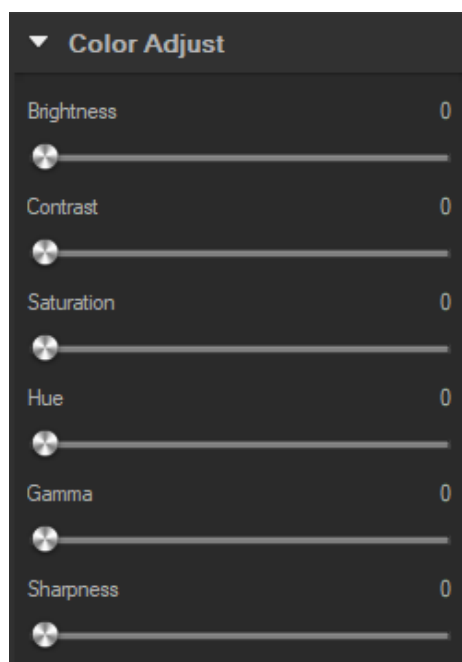 Color Adjust
Brightness 0
Contrast 0
Saturation 0
Hue 0
Gamma 0
Sharpness 0